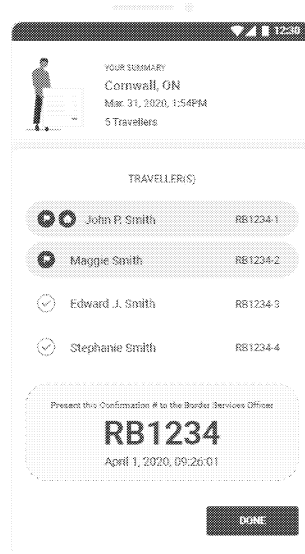 12:30
YOUR SUMMARY
Cornwall, ON
Mar. 31, 2020, 1:54PM
5 Travellers
TRAVELLER(S)
John P. Smith RB1234-1
Maggie Smith RB1234-2
Edward J. Smith RB1234-3
Stephanie Smith RB1234-4
Present this Confirmation # to the Border Services Officer
RB1234
April 1, 2020, 09:26:01
DONE